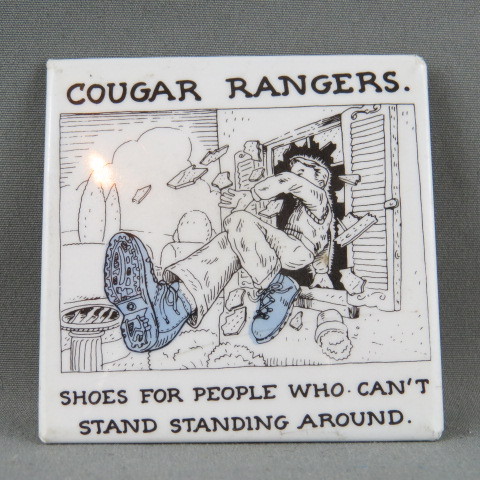 COUGAR RANGERS.
SHOES FOR PEOPLE WHO CAN'T
STAND STANDING AROUND.